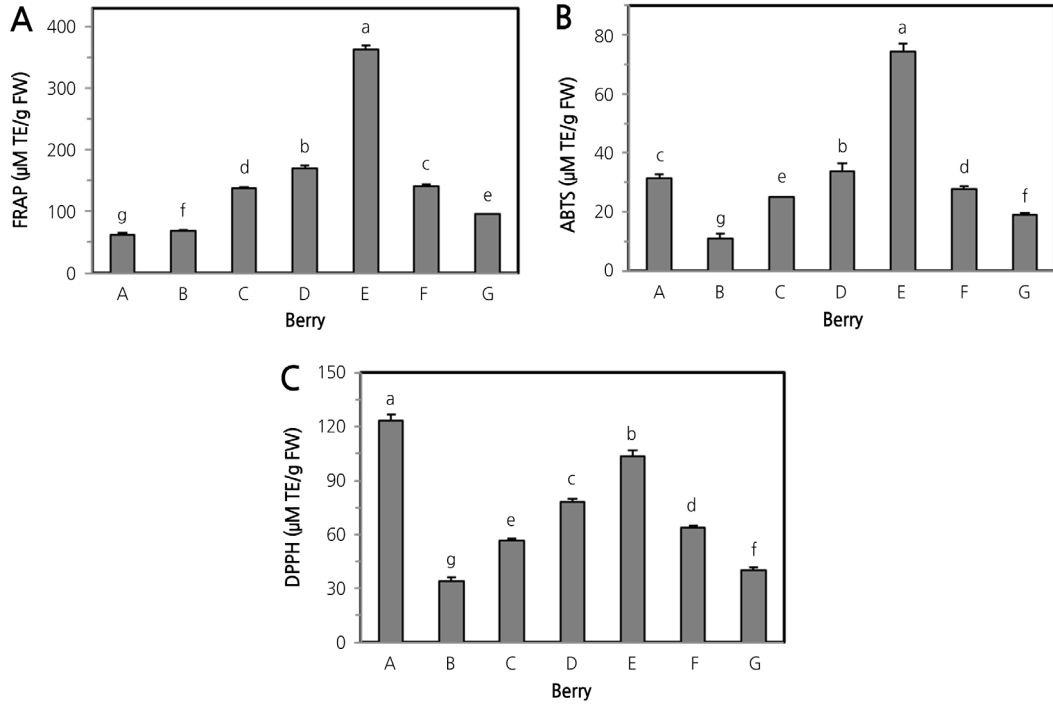 A
FRAP (µM TE/g FW)
400
300
200
100
0
g
f
d
b
a
c
e
A B C D E F G
Berry
B
ABTS (µM TE/g FW)
80
60
40
20
0
c
g
e
b
a
d
f
A B C D E F G
Berry
C
DPPH (µM TE/g FW)
150
120
90
60
30
0
a
g
e
c
b
d
f
A B C D E F G
Berry